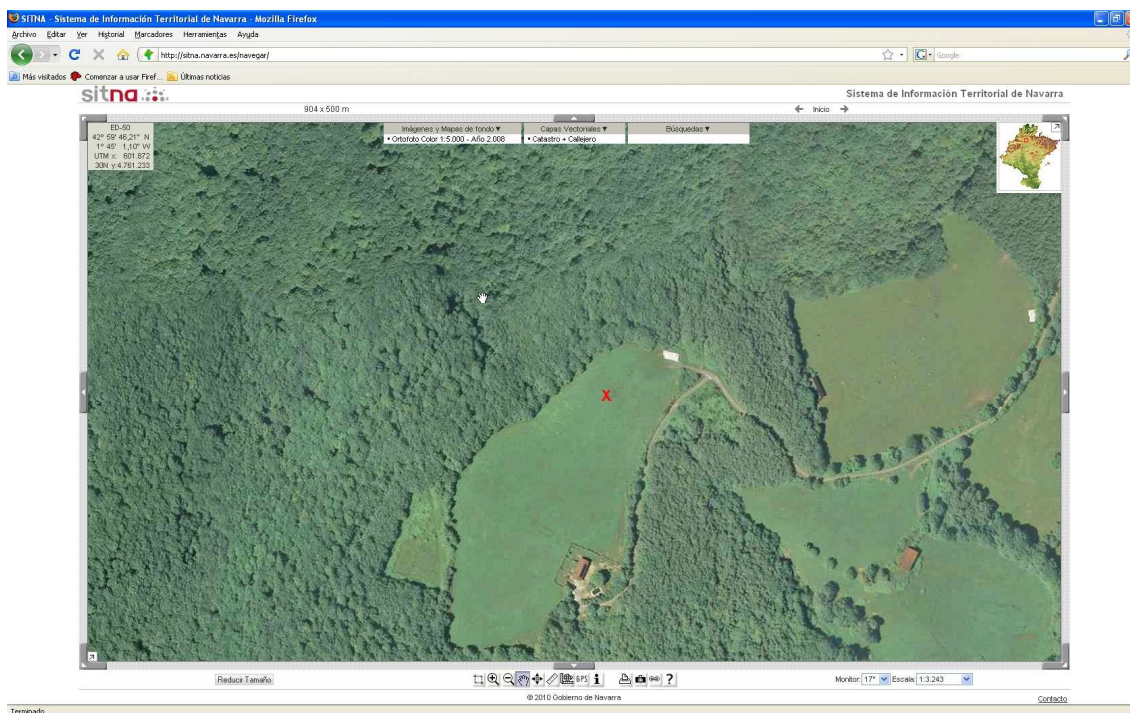 SITNA - Sistema de Información Territorial de Navarra - Mozilla Firefox
Archivo Editar Ver Historial Marcadores Herramientas Ayuda
http://sitna.navarra.es/navegar/
Google
Más visitados Comenzar a usar Firef... Últimas noticias
sitna
Sistema de Información Territorial de Navarra
904 x 500 m
Inicio
ED-50
42° 59' 46,21" N
1° 45' 1,10" W
UTM x: 601.872
30N y:4.761.233
Imágenes y Mapas de fondo ▼ Capas Vectoriales ▼ Búsquedas ▼
• Ortofoto Color 1:5.000 - Año 2.008 • Catastro + Callejero
X
Reducir Tamaño
GPS i ?
Monitor: 17" Escala: 1:3.243
© 2010 Gobierno de Navarra
Contacto
Terminado